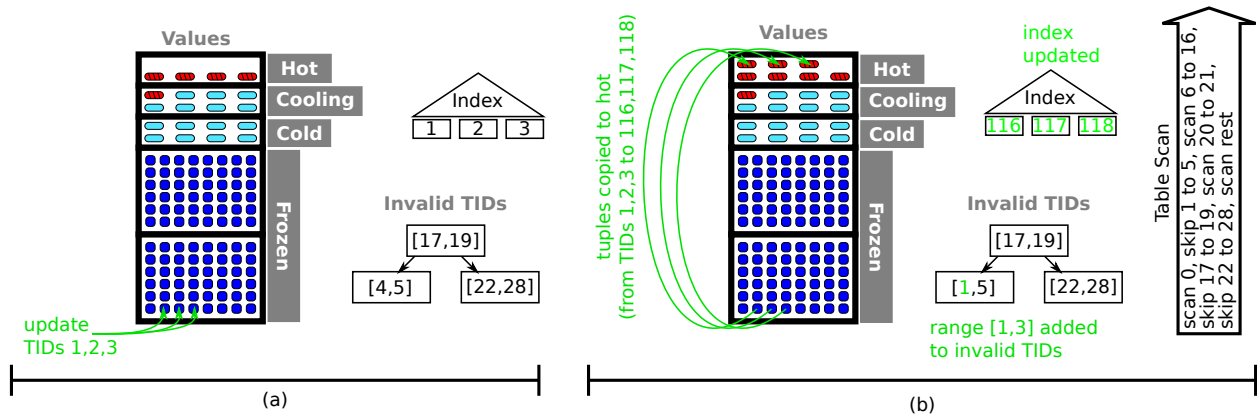 Values
Hot
Cooling
Cold
Frozen
Index
1 2 3
Invalid TIDs
[17,19]
[4,5] [22,28]
update
TIDs 1,2,3
(a)
tuples copied to hot
(from TIDs 1,2,3 to 116,117,118)
Values
Hot
Cooling
Cold
Frozen
index
updated
Index
116 117 118
Invalid TIDs
[17,19]
[1,5] [22,28]
range [1,3] added
to invalid TIDs
Table Scan
scan 0, skip 1 to 5, scan 6 to 16,
skip 17 to 19, scan 20 to 21,
skip 22 to 28, scan rest
(b)